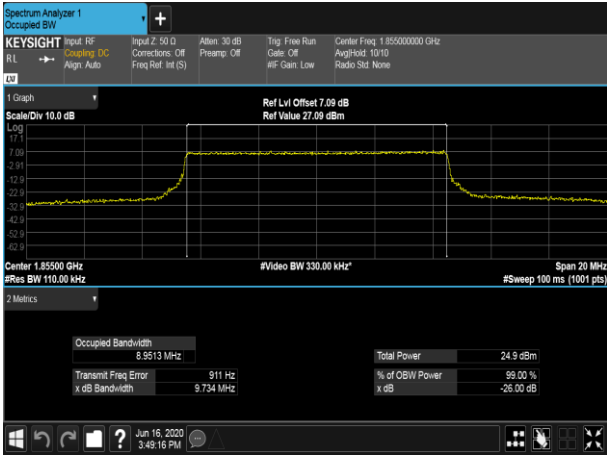 Spectrum Analyzer 1
Occupied BW
KEYSIGHT Input: RF Input Z: 50 Ω Atten: 30 dB Trig: Free Run Center Freq: 1.855000000 GHz
R L Coupling: DC Corrections: Off Preamp: Off Gate: Off Avg|Hold: 10/10
Align: Auto Freq Ref: Int (S) #IF Gain: Low Radio Std: None
LXI
1 Graph Ref Lvl Offset 7.09 dB
Scale/Div 10.0 dB Ref Value 27.09 dBm
Log
17.1
7.09
-2.91
-12.9
-22.9
-32.9
-42.9
-52.9
-62.9
Center 1.85500 GHz #Video BW 330.00 kHz* Span 20 MHz
#Res BW 110.00 kHz #Sweep 100 ms (1001 pts)
2 Metrics
Occupied Bandwidth
8.9513 MHz Total Power 24.9 dBm
Transmit Freq Error 911 Hz % of OBW Power 99.00 %
x dB Bandwidth 9.734 MHz x dB -26.00 dB
? Jun 16, 2020
3:49:16 PM